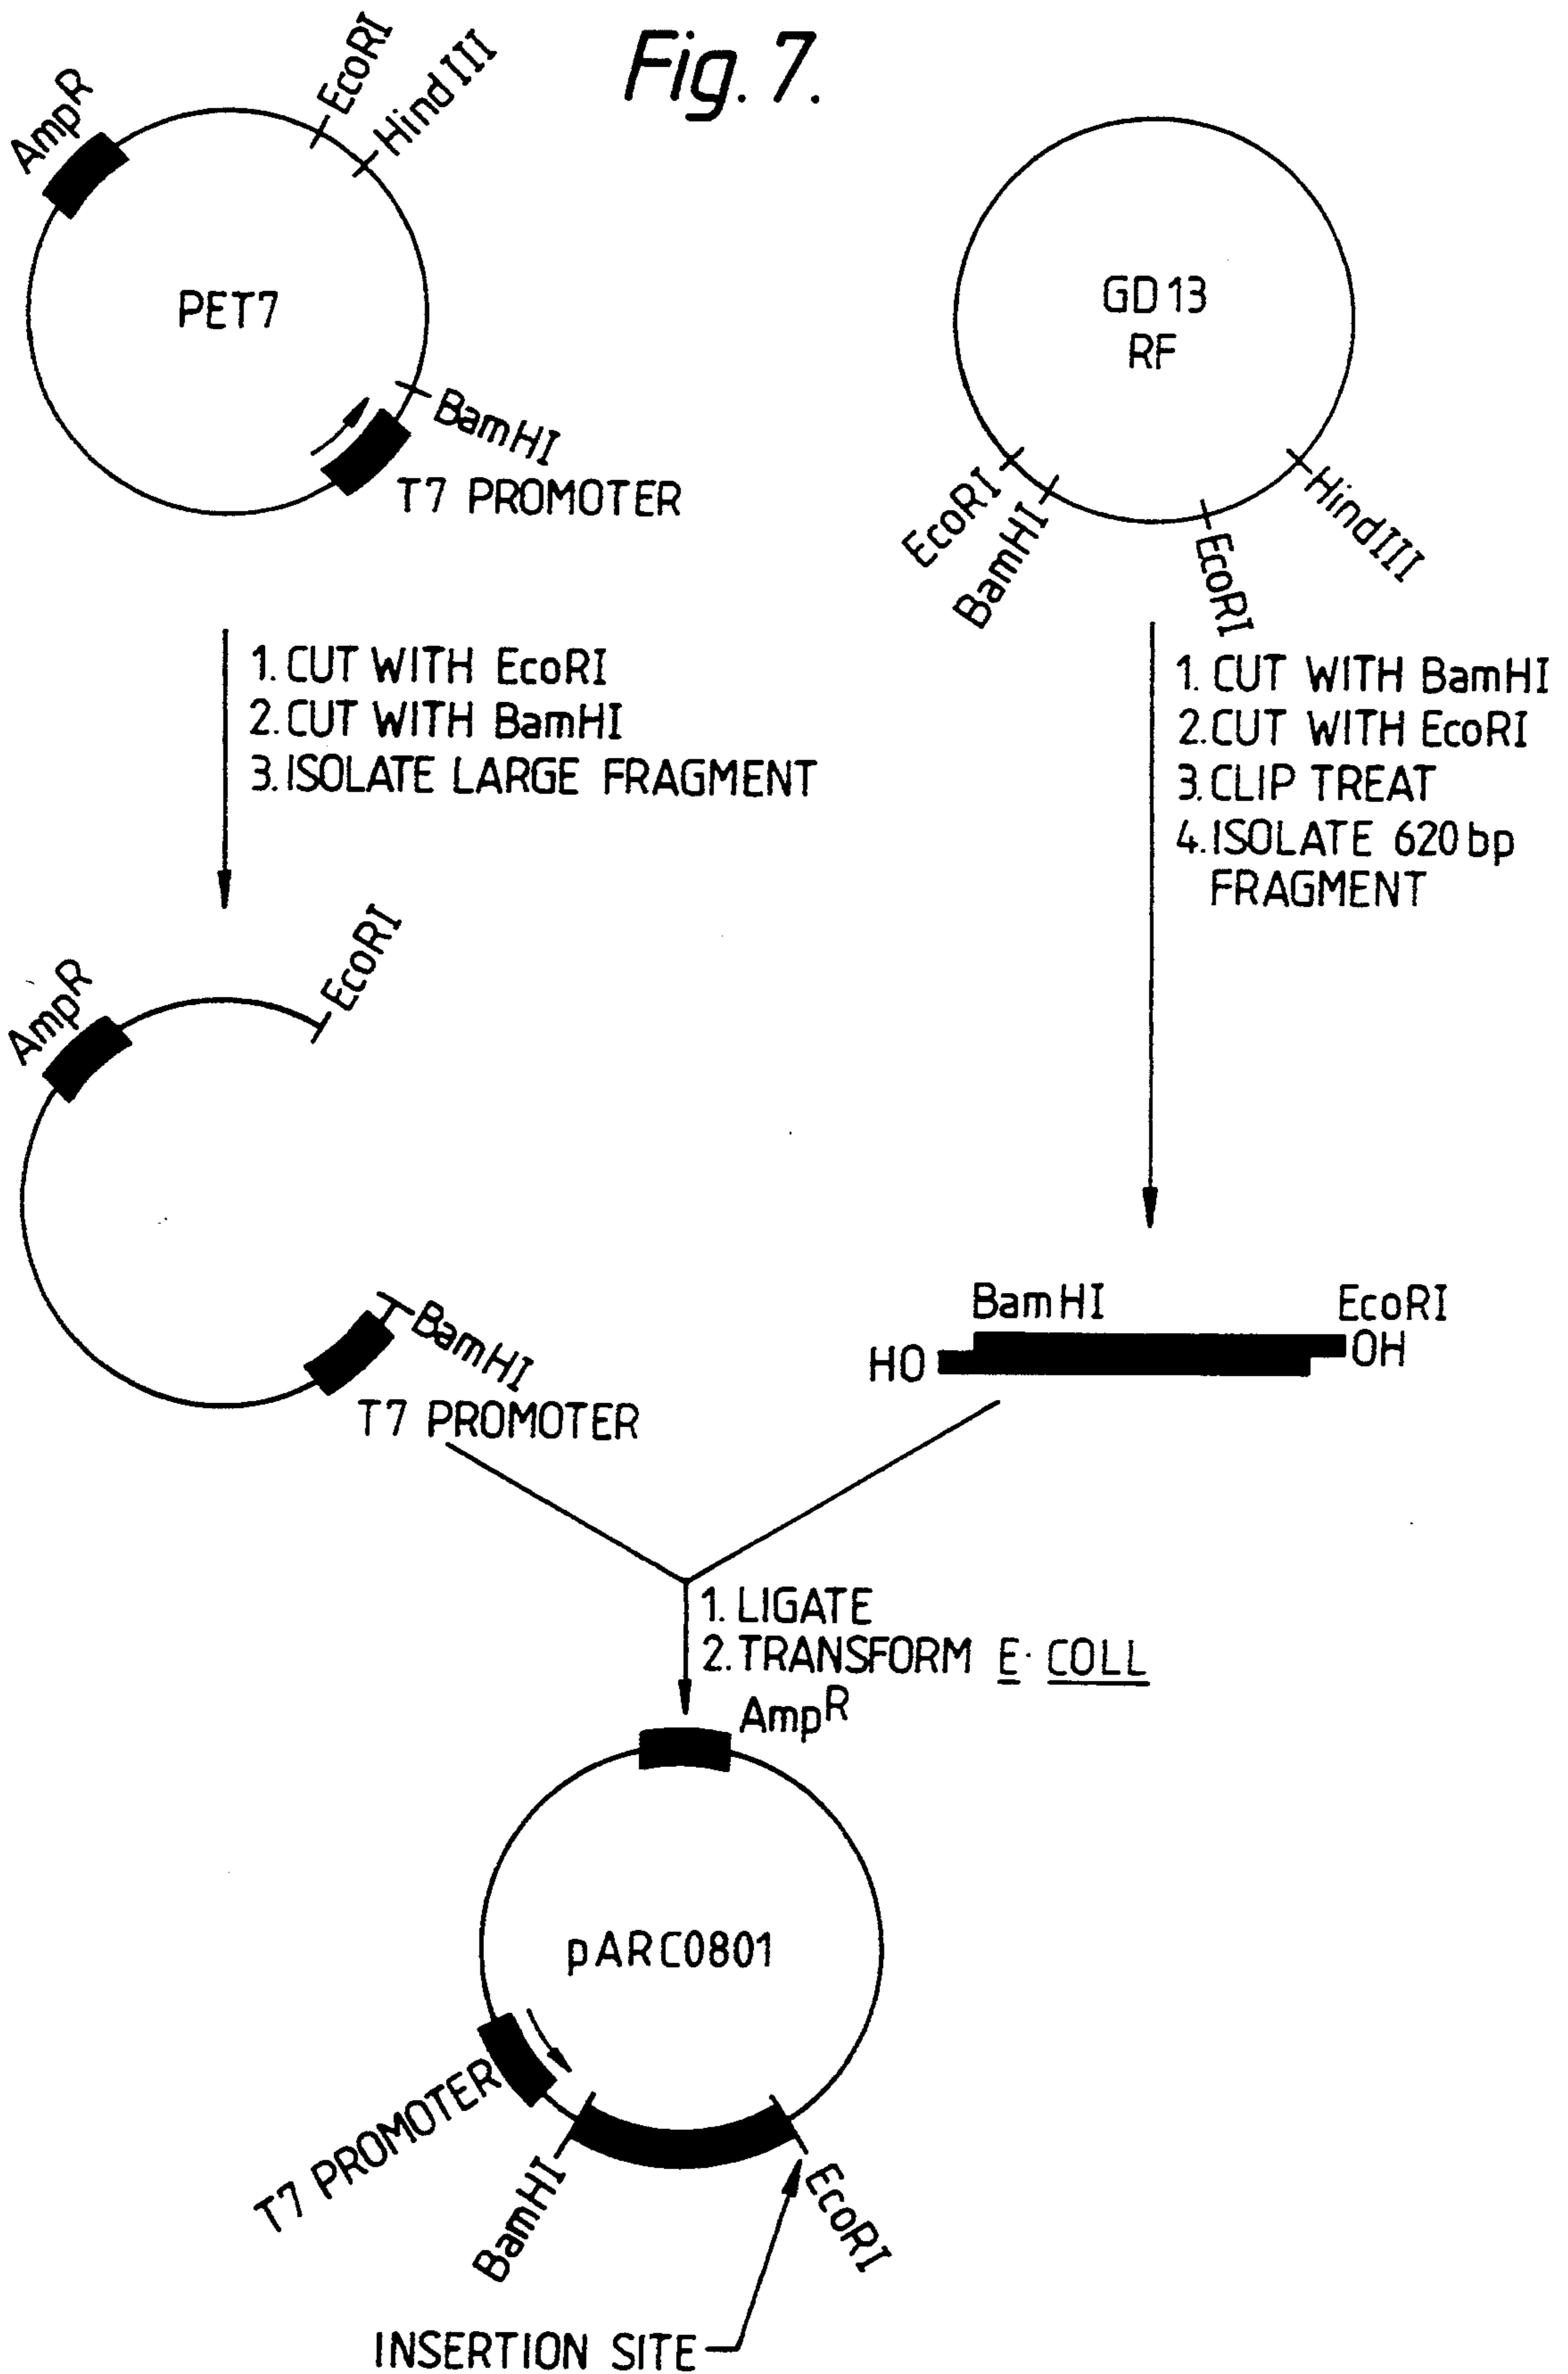 Fig. 7.
AmpR
EcoRI
Hind III
PET7
BamHI
T7 PROMOTER
GD13
RF
EcoRI
BamHI
EcoRI
HindIII
1. CUT WITH EcoRI
2. CUT WITH BamHI
3. ISOLATE LARGE FRAGMENT
1. CUT WITH BamHI
2. CUT WITH EcoRI
3. CLIP TREAT
4. ISOLATE 620 bp
FRAGMENT
AmpR
EcoRI
BamHI
T7 PROMOTER
BamHI
EcoRI
HO
OH
1. LIGATE
2. TRANSFORM E. COLL
AmpR
pARC0801
T7 PROMOTER
BamHI
EcoRI
INSERTION SITE